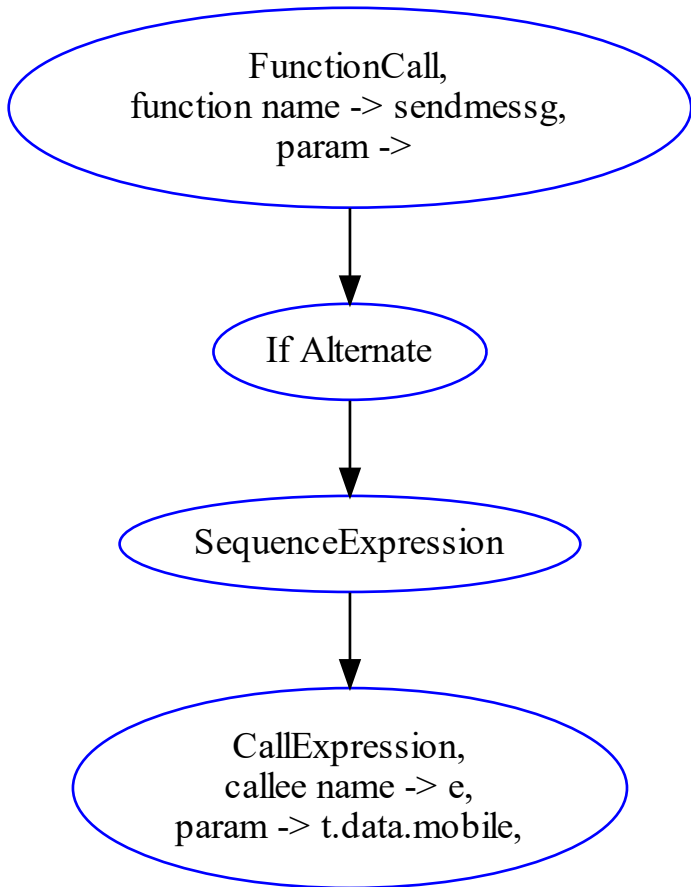 FunctionCall,
function name -> sendmessg,
param ->
If Alternate
SequenceExpression
CallExpression,
callee name -> e,
param -> t.data.mobile,